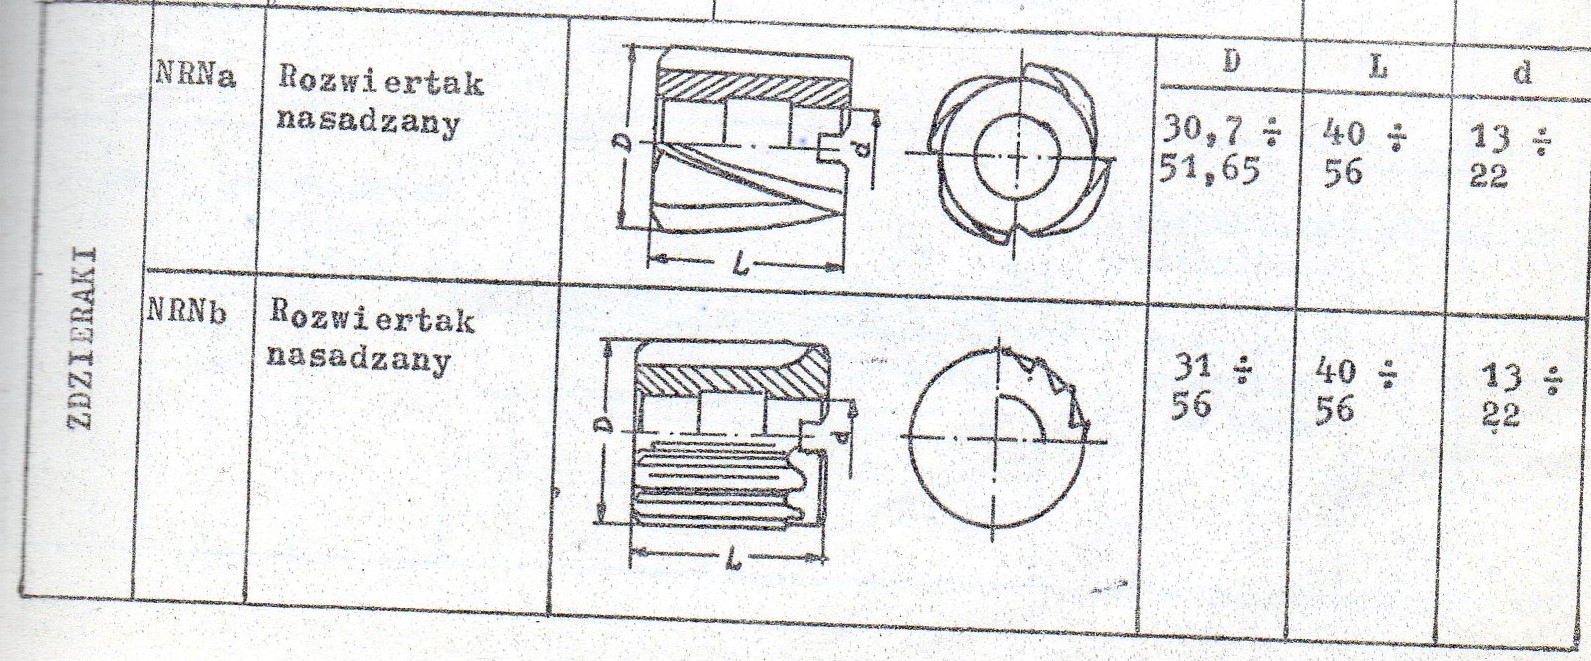 ZDZIERAKI
NRNa
Rozwiertak
nasadzany
D
d
L
D
L
d
30,7 ÷
51,65
40 ÷
56
13 ÷
22
NRNb
Rozwiertak
nasadzany
D
d
L
31 ÷
56
40 ÷
56
13 ÷
22